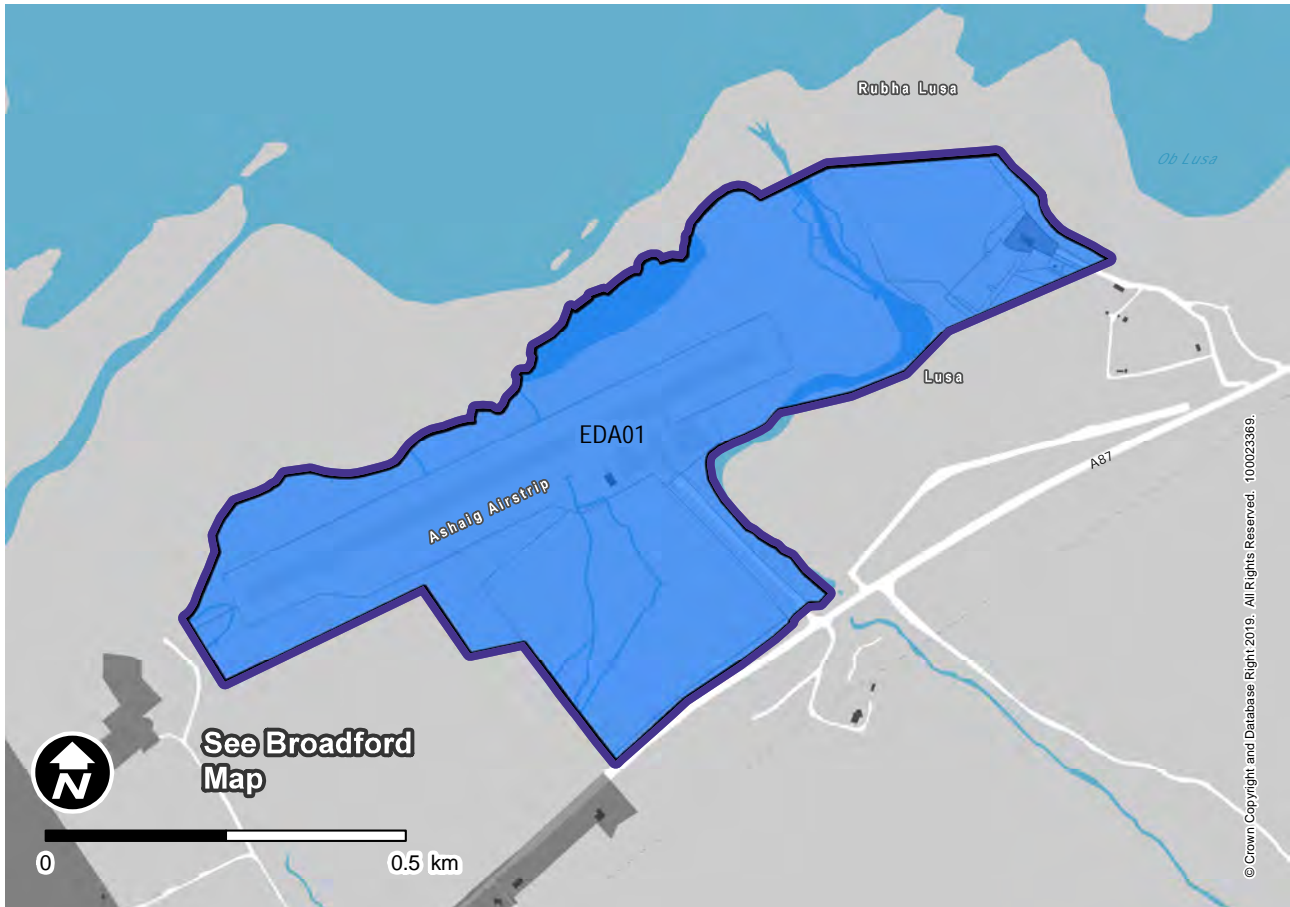 Rubha Lusa
Ob Lusa
Lusa
EDA01
Ashaig Airstrip
A87
See Broadford
Map
N
0
0.5 km
© Crown Copyright and Database Right 2019. All Rights Reserved. 100023369.